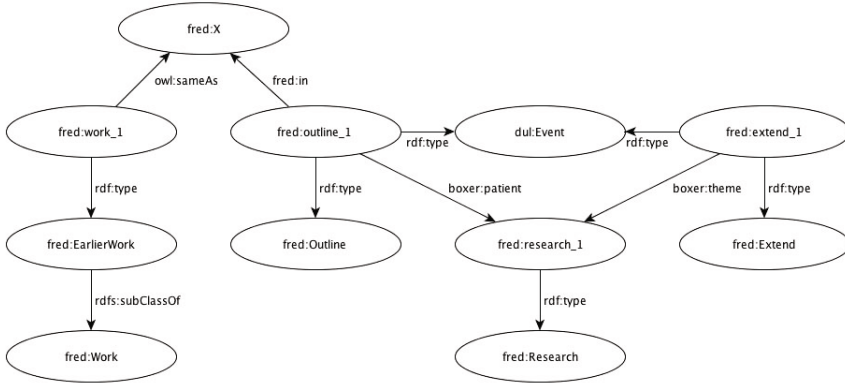 fred:X
owl:sameAs
fred:in
fred:work_1
fred:outline_1
dul:Event
fred:extend_1
rdf:type
rdf:type
rdf:type
rdf:type
boxer:patient
boxer:theme
rdf:type
fred:EarlierWork
fred:Outline
fred:research_1
fred:Extend
rdfs:subClassOf
rdf:type
fred:Work
fred:Research